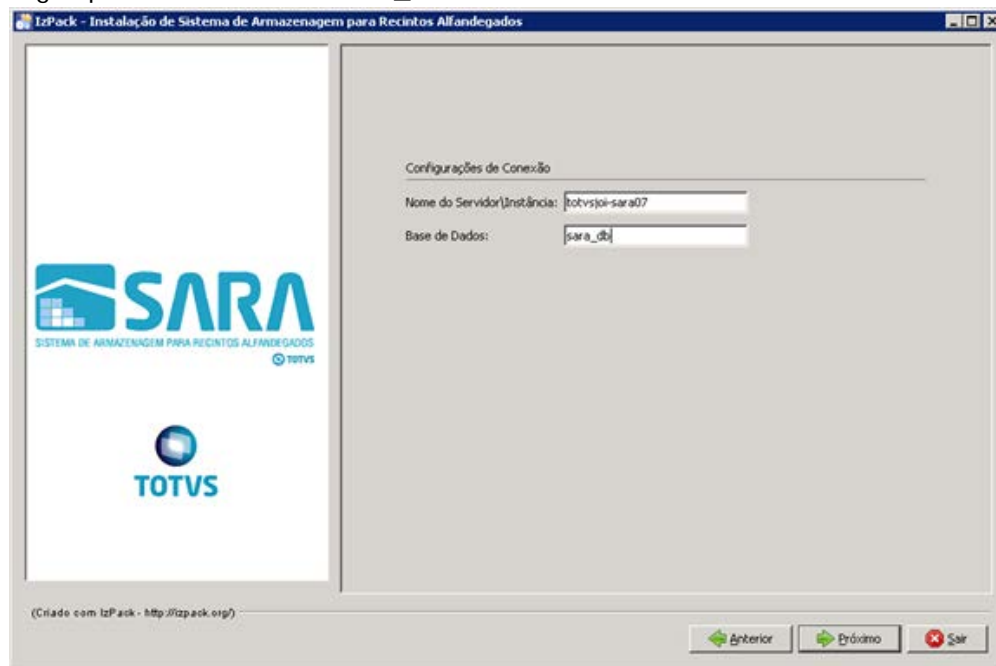 IzPack - Instalação de Sistema de Armazenagem para Recintos Alfandegados
Configurações de Conexão
Nome do Servidor\Instância: totvsjoi-sara07
Base de Dados: sara_db
SARA
SISTEMA DE ARMAZENAGEM PARA RECINTOS ALFANDEGADOS
TOTVS
TOTVS
(Criado com IzPack - http://izpack.org/)
Anterior Próximo Sair